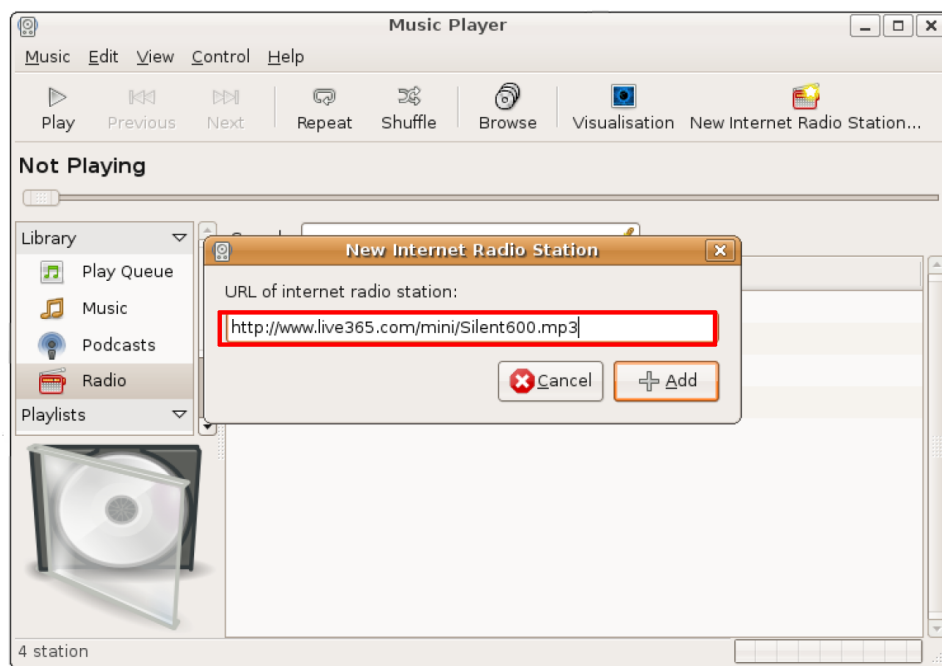 Music Player
Music Edit View Control Help
Play Previous Next Repeat Shuffle Browse Visualisation New Internet Radio Station...
Not Playing
Library
Play Queue
Music
Podcasts
Radio
Playlists
New Internet Radio Station
URL of internet radio station:
http://www.live365.com/mini/Silent600.mp3
Cancel Add
4 station